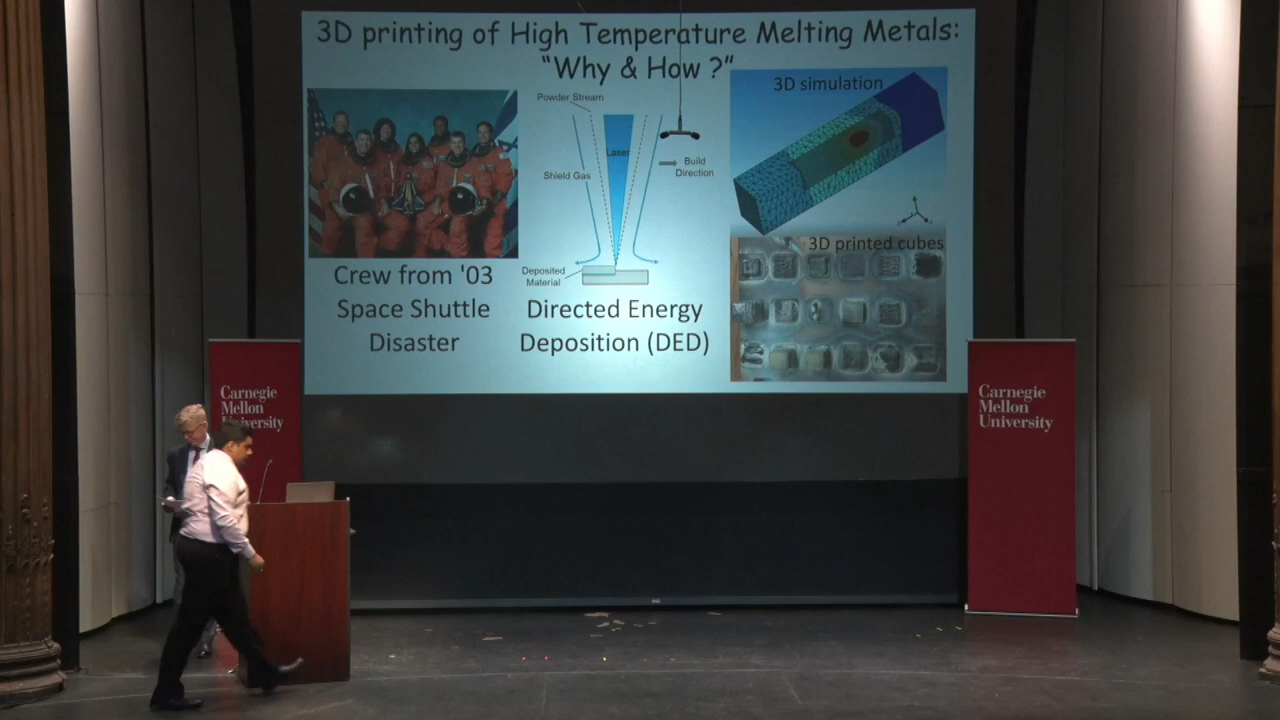 3D printing of High Temperature Melting Metals:
“Why & How ?”
Powder Stream
Laser
Shield Gas
Build
Direction
Deposited
Material
3D simulation
3D printed cubes
Crew from '03
Space Shuttle
Disaster
Directed Energy
Deposition (DED)
Carnegie
Mellon
University
Carnegie
Mellon
University